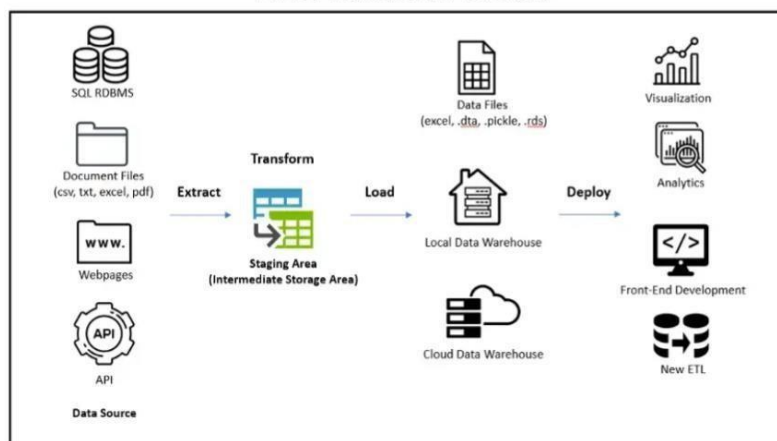 SQL RDBMS
Document Files
(csv, txt, excel, pdf)
WWW.
Webpages
API
API
Data Source
Extract
Transform
Staging Area
(Intermediate Storage Area)
Load
Data Files
(excel, .dta, .pickle, .rds)
Local Data Warehouse
Cloud Data Warehouse
Deploy
Visualization
Analytics
</>
Front-End Development
New ETL